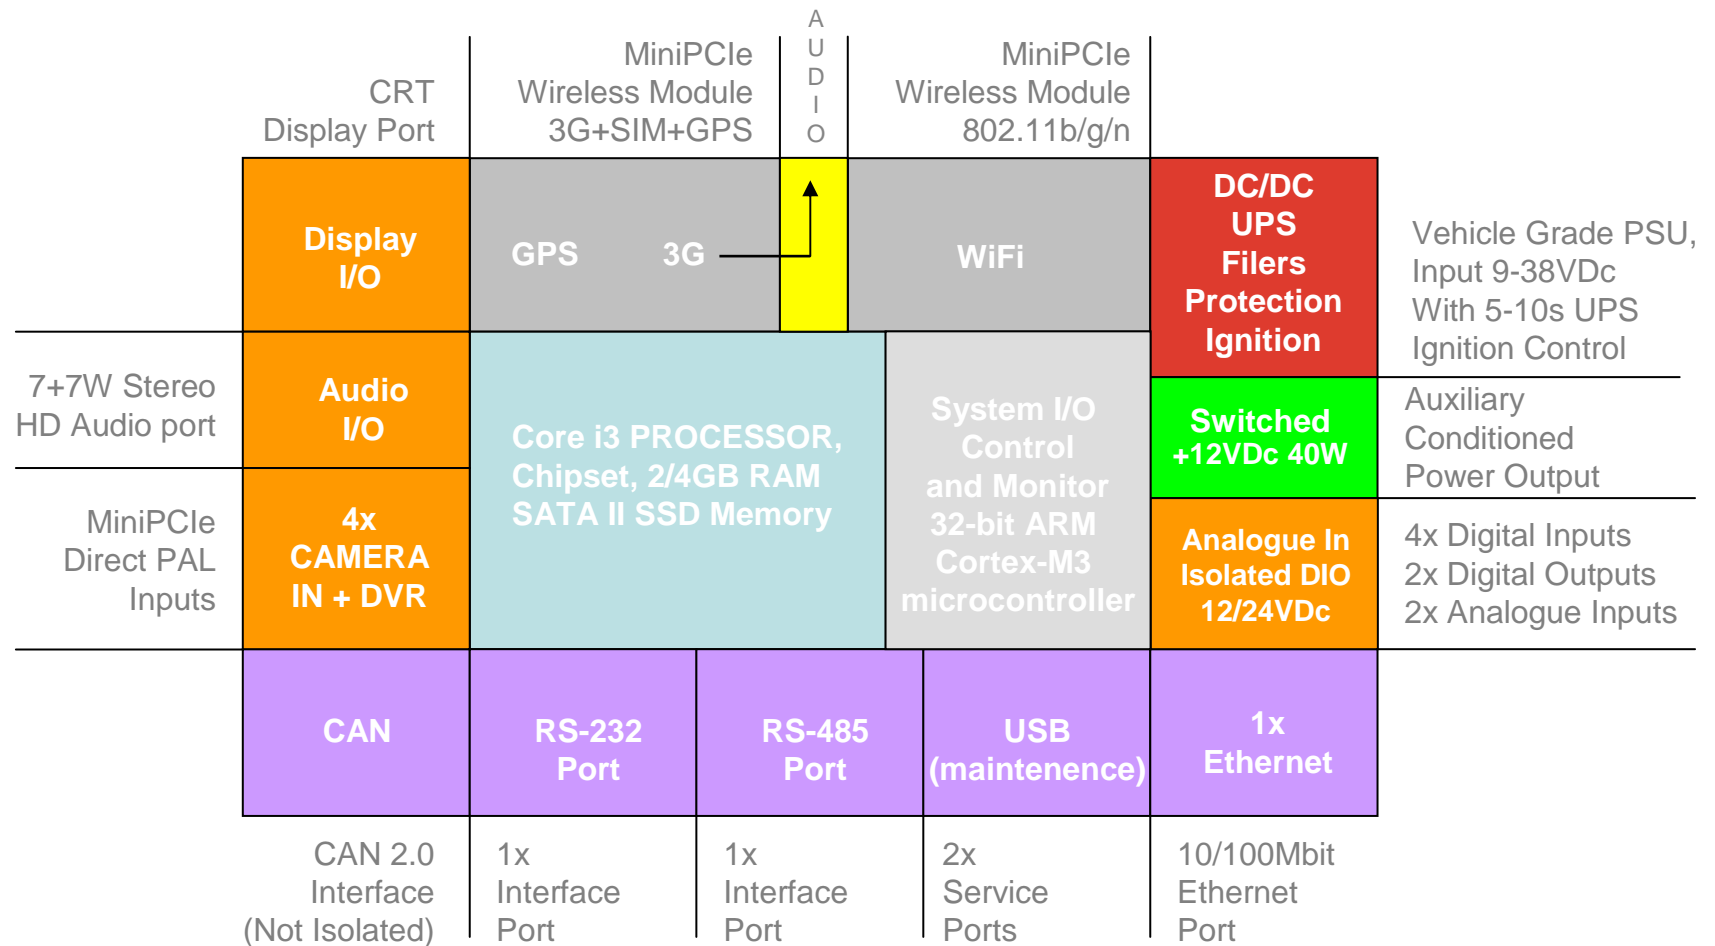 A
U
D
I
O
CRT
Display Port
MiniPCIe
Wireless Module
3G+SIM+GPS
MiniPCIe
Wireless Module
802.11b/g/n
Display
I/O
GPS
3G
WiFi
DC/DC
UPS
Filers
Protection
Ignition
Vehicle Grade PSU,
Input 9-38VDc
With 5-10s UPS
Ignition Control
7+7W Stereo
HD Audio port
Audio
I/O
Core i3 PROCESSOR,
Chipset, 2/4GB RAM
SATA II SSD Memory
System I/O
Control
and Monitor
32-bit ARM
Cortex-M3
microcontroller
Switched
+12VDc 40W
Auxiliary
Conditioned
Power Output
MiniPCIe
Direct PAL
Inputs
4x
CAMERA
IN + DVR
Analogue In
Isolated DIO
12/24VDc
4x Digital Inputs
2x Digital Outputs
2x Analogue Inputs
CAN
RS-232
Port
RS-485
Port
USB
(maintenence)
1x
Ethernet
CAN 2.0
Interface
(Not Isolated)
1x
Interface
Port
1x
Interface
Port
2x
Service
Ports
10/100Mbit
Ethernet
Port